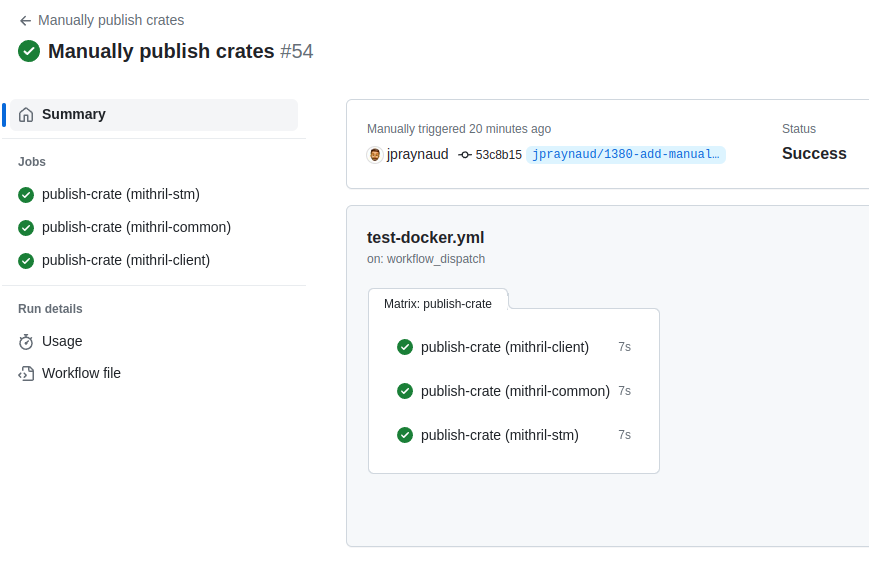 Manually publish crates
Manually publish crates #54
Summary
Jobs
publish-crate (mithril-stm)
publish-crate (mithril-common)
publish-crate (mithril-client)
Run details
Usage
Workflow file
Manually triggered 20 minutes ago
jpraynaud 53c8b15 jpraynaud/1380-add-manual…
Status
Success
test-docker.yml
on: workflow_dispatch
Matrix: publish-crate
publish-crate (mithril-client) 7s
publish-crate (mithril-common) 7s
publish-crate (mithril-stm) 7s